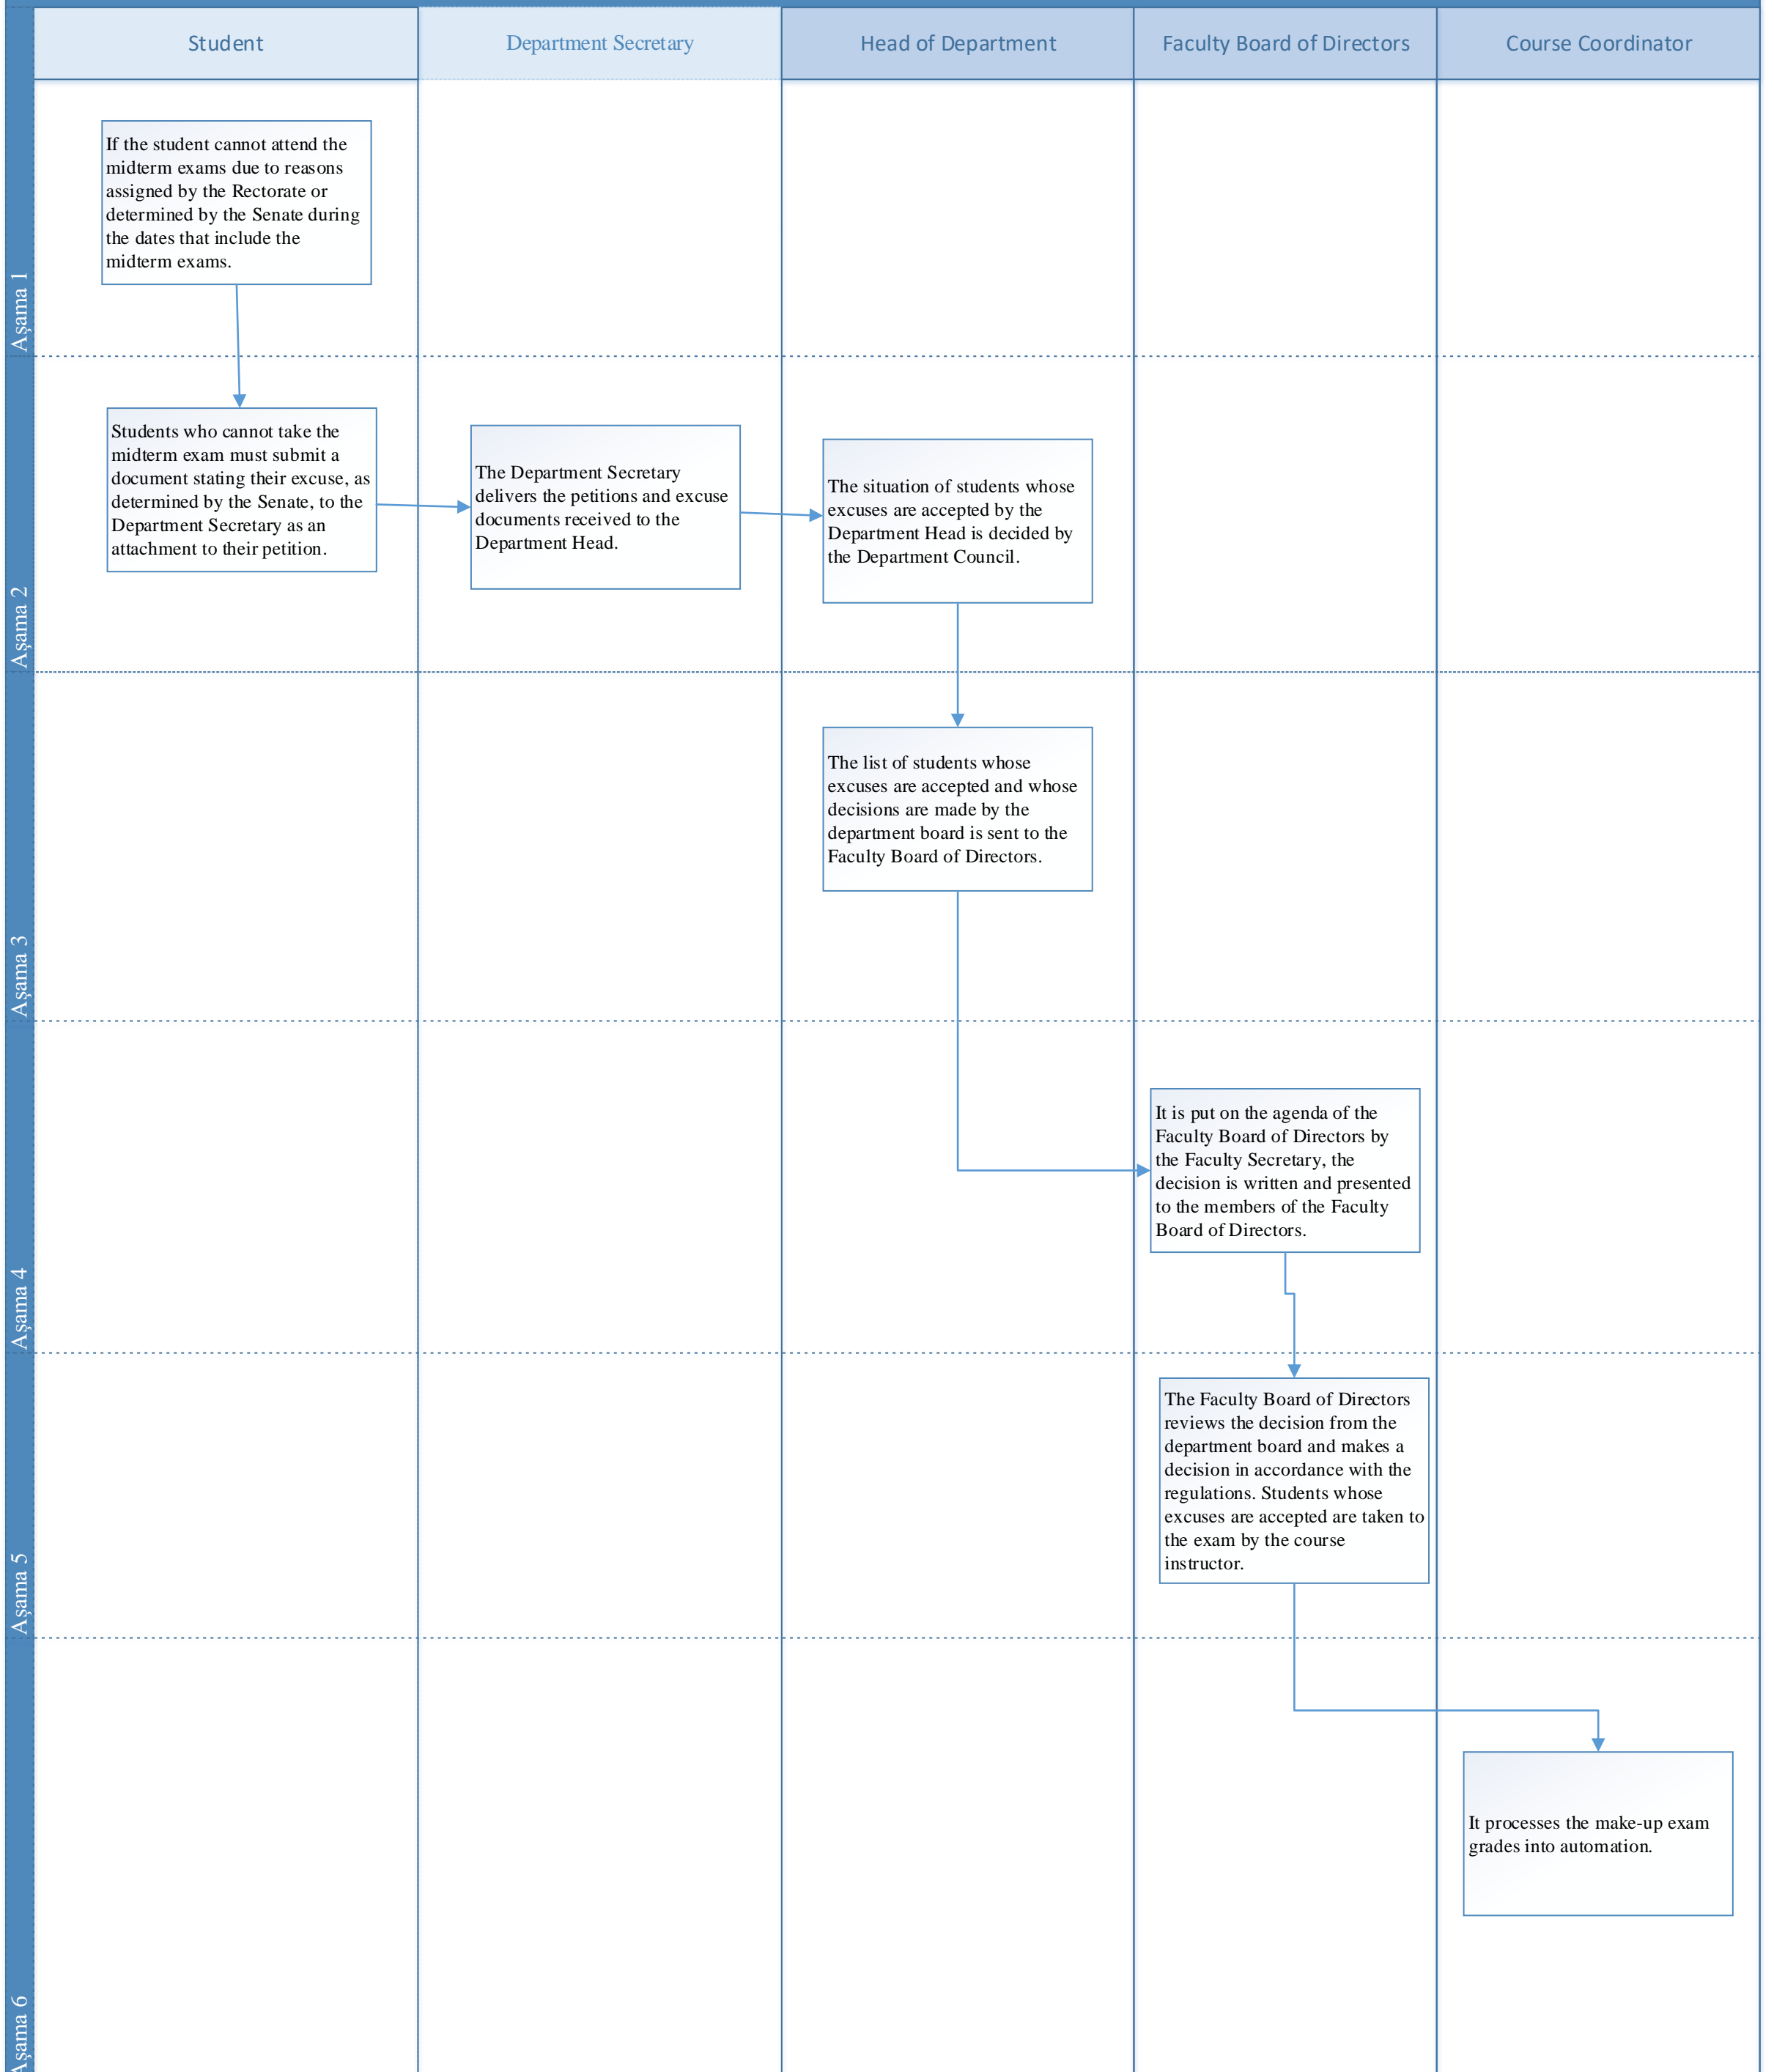 Student
Department Secretary
Head of Department
Faculty Board of Directors
Course Coordinator
Aşama 1
If the student cannot attend the
midterm exams due to reasons
assigned by the Rectorate or
determined by the Senate during
the dates that include the
midterm exams.
Aşama 2
Students who cannot take the
midterm exam must submit a
document stating their excuse, as
determined by the Senate, to the
Department Secretary as an
attachment to their petition.
The Department Secretary
delivers the petitions and excuse
documents received to the
Department Head.
The situation of students whose
excuses are accepted by the
Department Head is decided by
the Department Council.
Aşama 3
The list of students whose
excuses are accepted and whose
decisions are made by the
department board is sent to the
Faculty Board of Directors.
Aşama 4
It is put on the agenda of the
Faculty Board of Directors by
the Faculty Secretary, the
decision is written and presented
to the members of the Faculty
Board of Directors.
Aşama 5
The Faculty Board of Directors
reviews the decision from the
department board and makes a
decision in accordance with the
regulations. Students whose
excuses are accepted are taken to
the exam by the course
instructor.
Aşama 6
It processes the make-up exam
grades into automation.